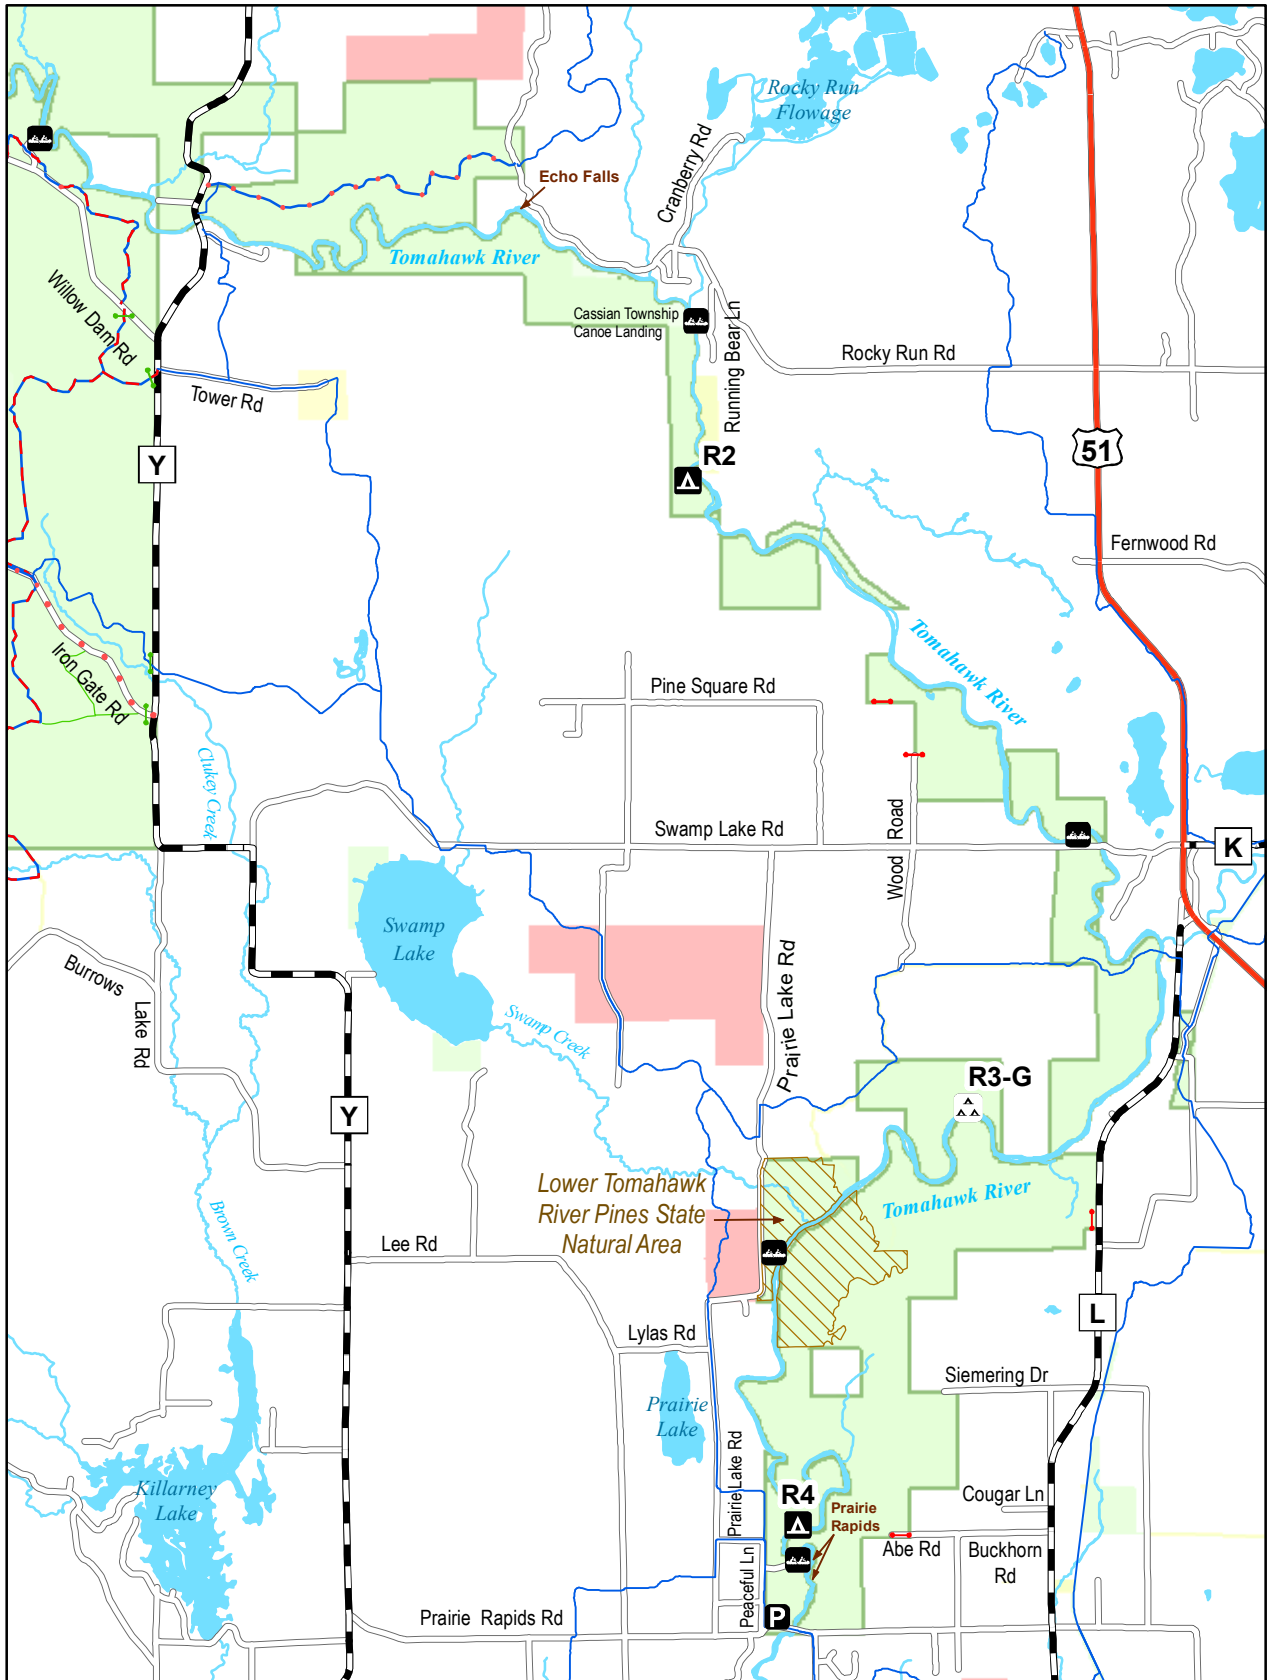 Rocky Run
Flowage
Cranberry Rd
Echo Falls
Tomahawk River
Willow Dam Rd
Cassian Township
Canoe Landing
Running Bear Ln
Rocky Run Rd
Tower Rd
51
R2
Y
Fernwood Rd
Tomahawk River
Iron Gate Rd
Pine Square Rd
Clukey Creek
Swamp Lake Rd
Wood Road
K
Swamp
Lake
Burrows
Lake Rd
Prairie Lake Rd
Swamp Creek
R3-G
Y
Lower Tomahawk
River Pines State
Natural Area
Tomahawk River
Brown Creek
Lee Rd
L
Lylas Rd
Siemering Dr
Prairie
Lake
Prairie Lake Rd
Killarney
Lake
R4
Cougar Ln
Prairie
Rapids
Abe Rd
Buckhorn
Rd
Peaceful Ln
Prairie Rapids Rd
P